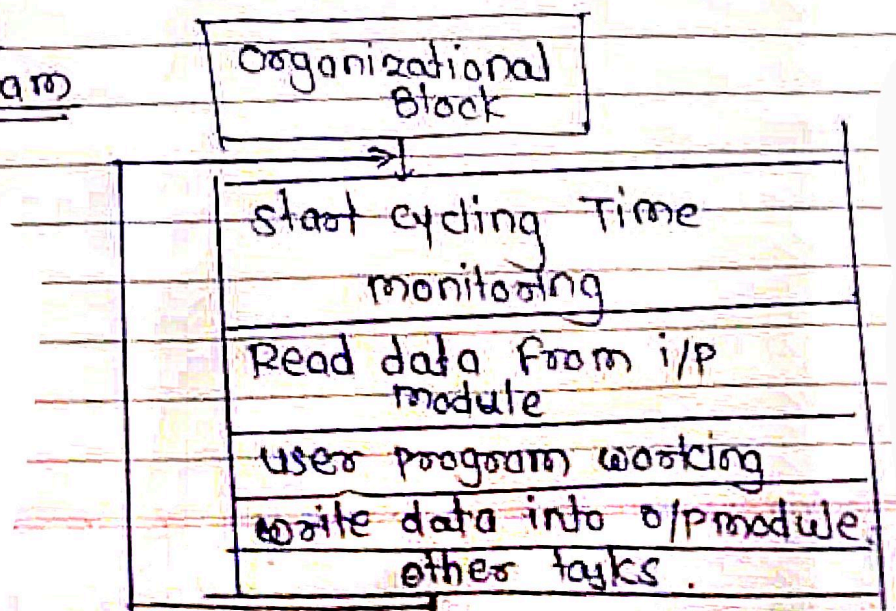 am
Organizational
Block
Start cycling Time
monitoring
Read data from i/p
module
user program working
write data into o/p module.
other tasks.